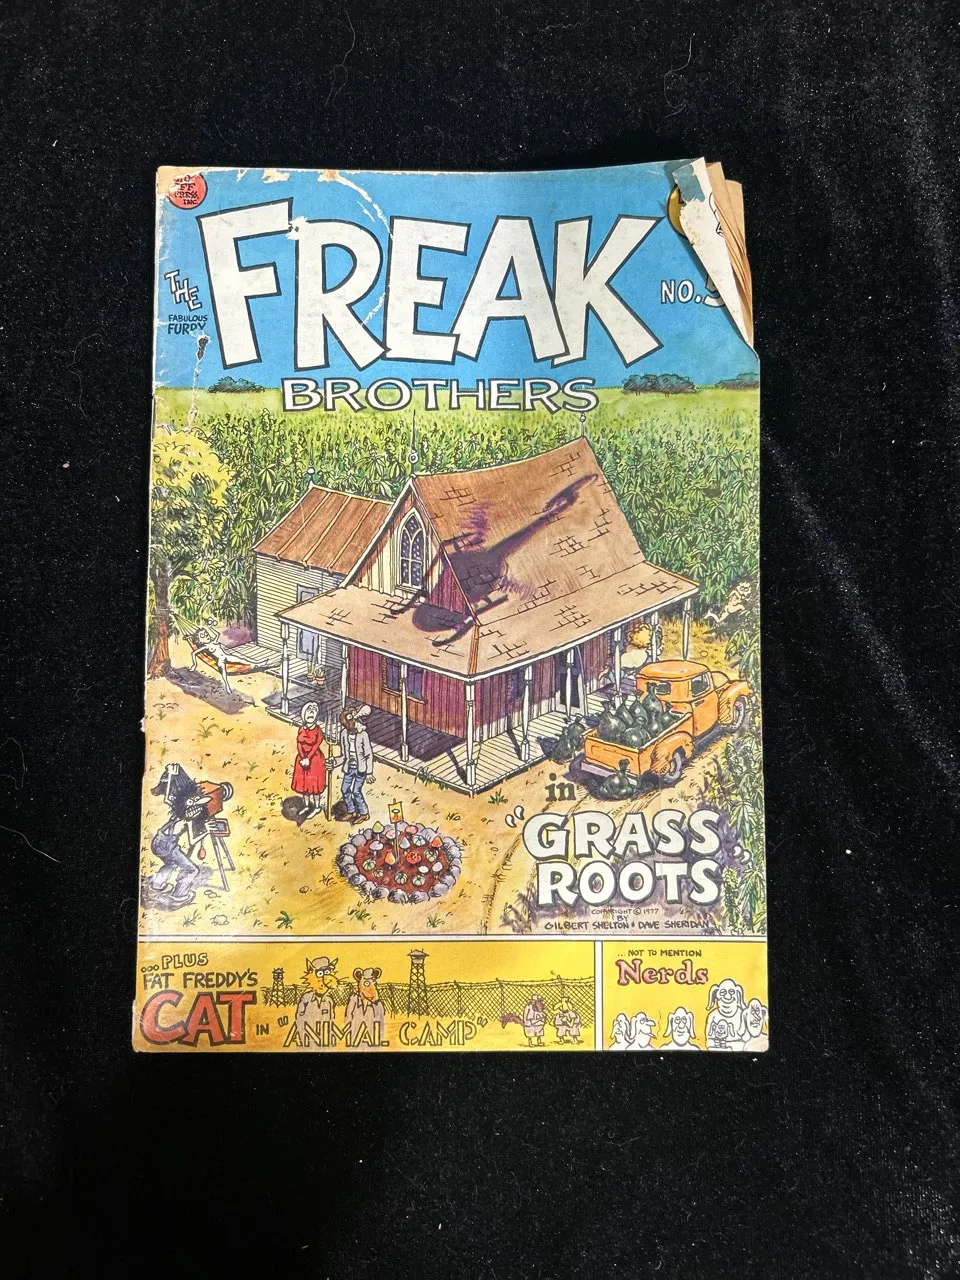 THE
FABULOUS
FURRY
FREAK
BROTHERS
NO.5
in
"GRASS
ROOTS"
COPYRIGHT © 1977
BY
GILBERT SHELTON & DAVE SHERIDAN
...PLUS
FAT FREDDY'S
CAT
IN "ANIMAL CAMP"
...NOT TO MENTION
Nerds